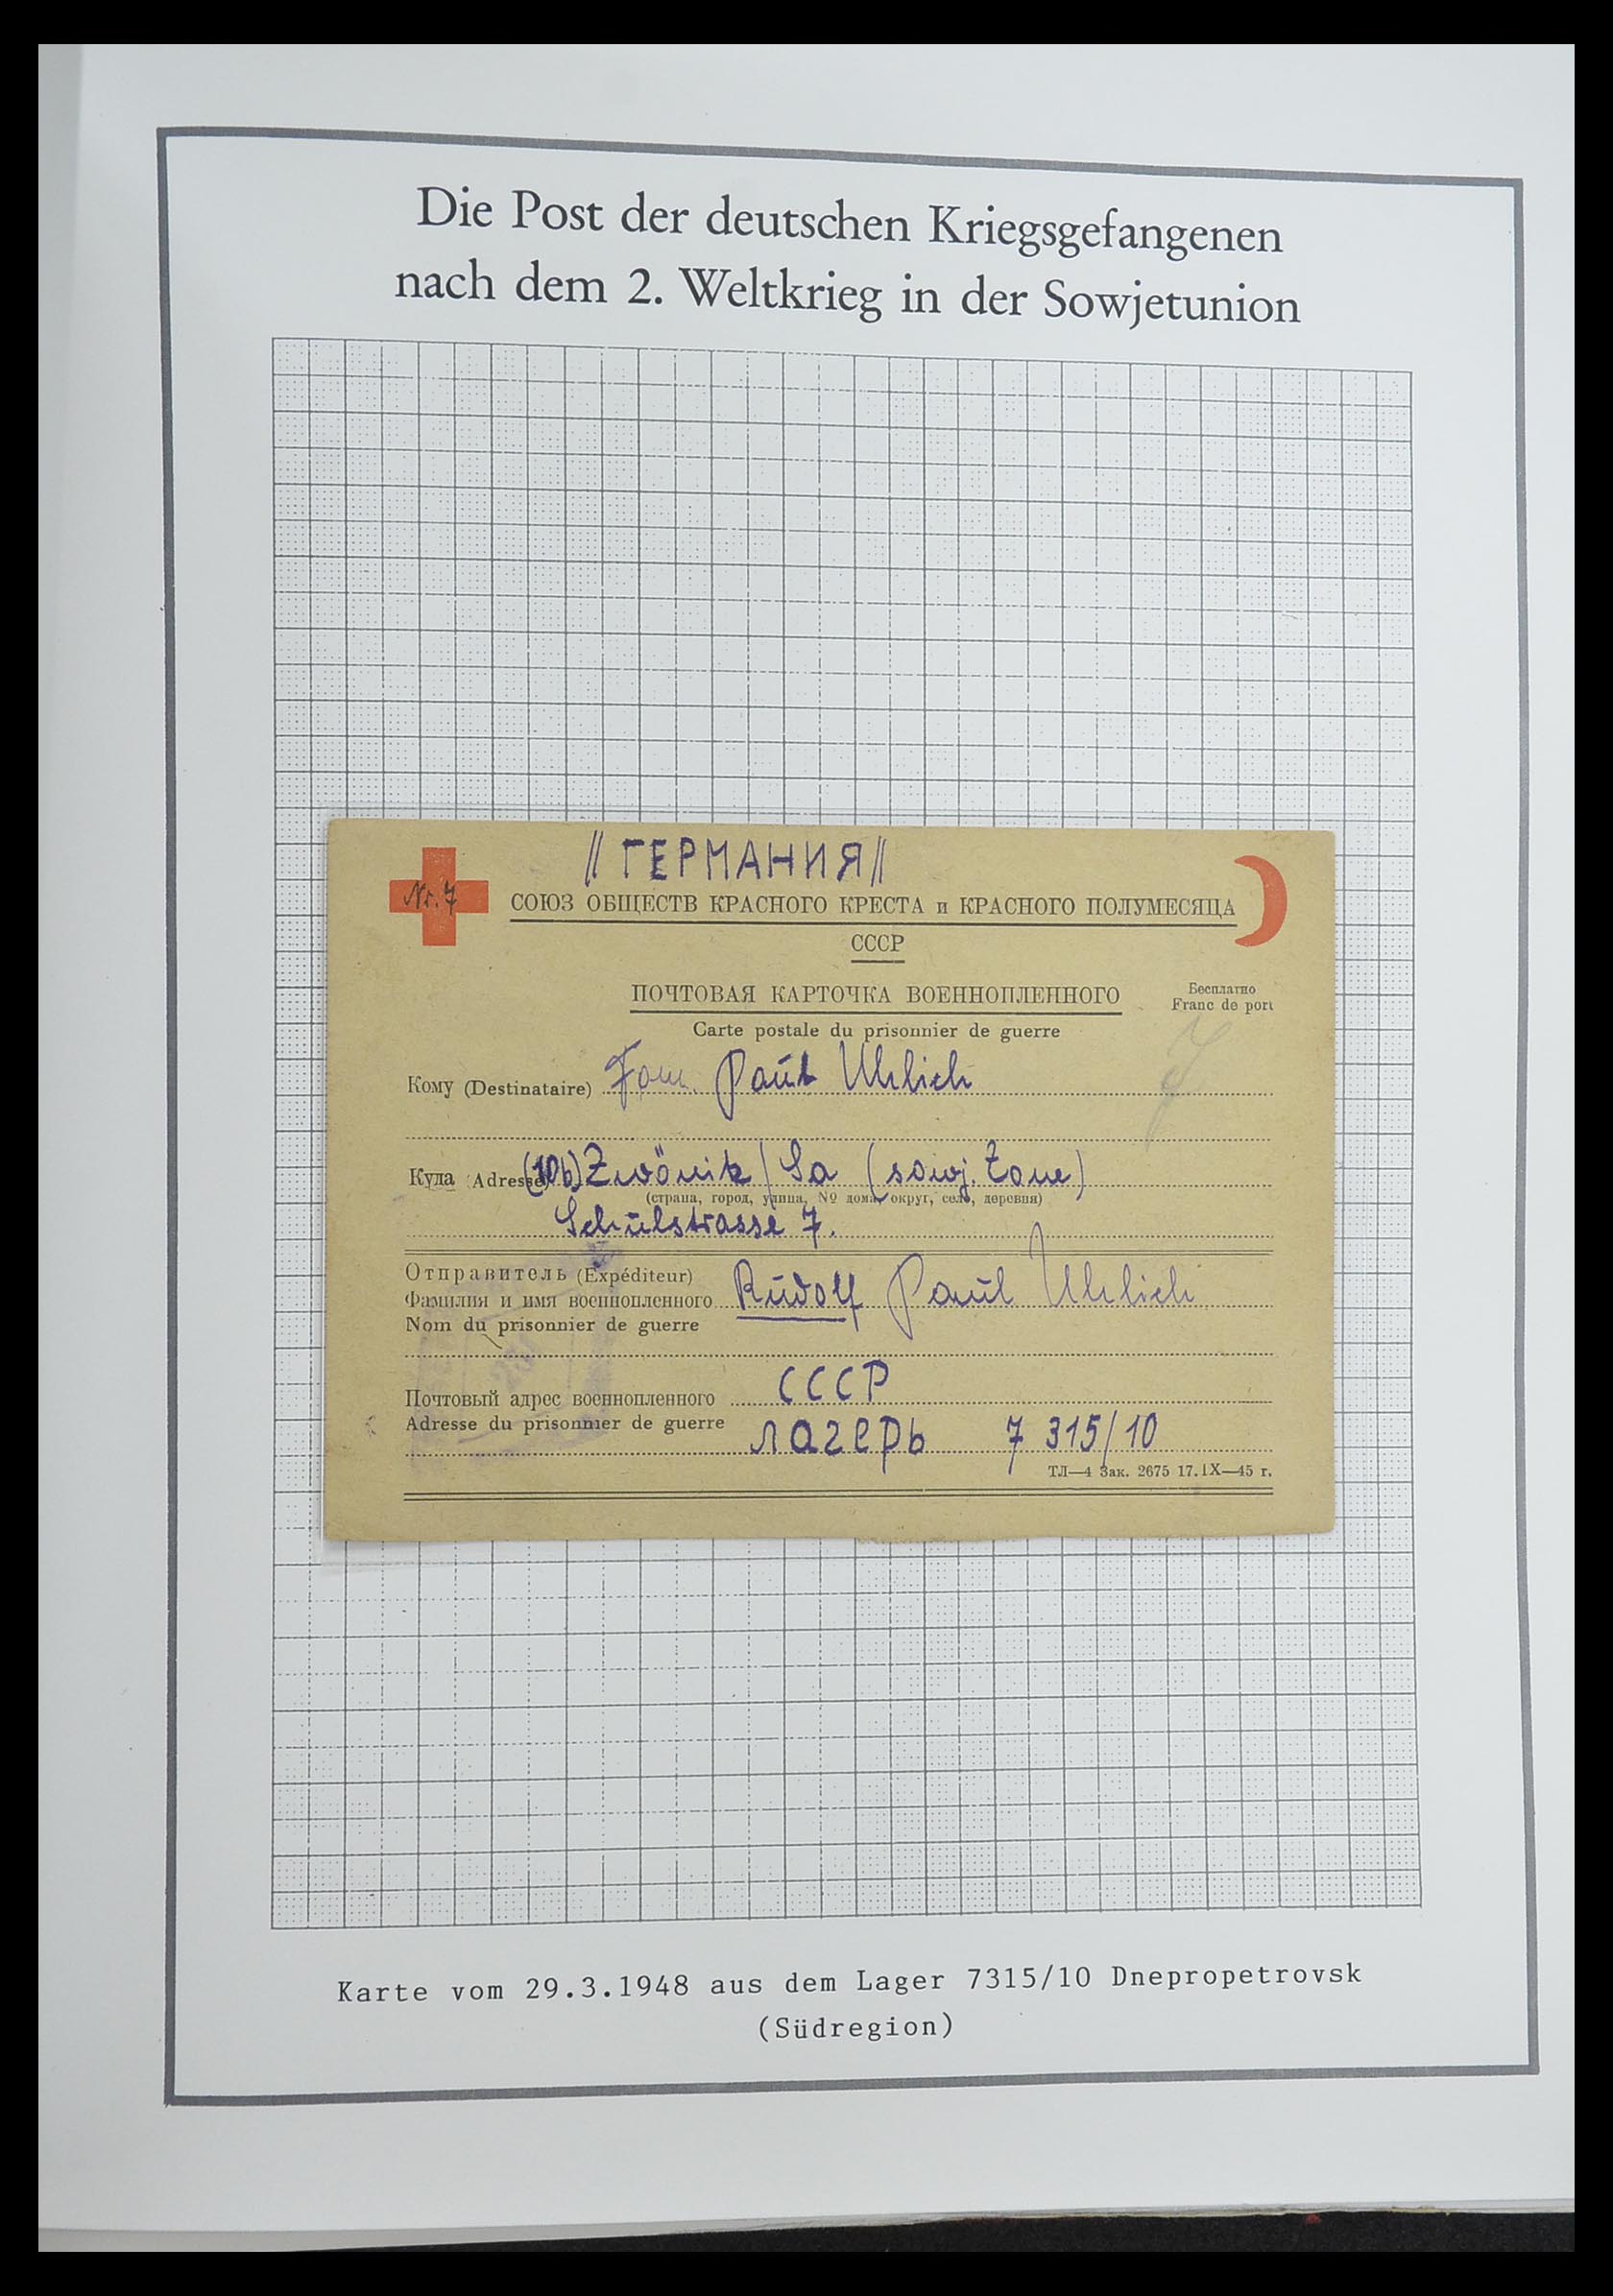 Die Post der deutschen Kriegsgefangenen
nach dem 2. Weltkrieg in der Sowjetunion
// ГЕРМАНИЯ //
Nr. 7
СОЮЗ ОБЩЕСТВ КРАСНОГО КРЕСТА и КРАСНОГО ПОЛУМЕСЯЦА
СССР
ПОЧТОВАЯ КАРТОЧКА ВОЕННОПЛЕННОГО
Бесплатно
Franc de port
Carte postale du prisonnier de guerre
Кому (Destinataire) Fam. Paul Uhlich
Куда (Adresse) (10b) Zwönitz / Sa (sowj. Zone)
(страна, город, улица, № дома, округ, село, деревня)
Schulstrasse 7.
Отправитель (Expéditeur)
Фамилия и имя военнопленного Rudolf Paul Uhlich
Nom du prisonnier de guerre
Почтовый адрес военнопленного СССР
Adresse du prisonnier de guerre лагерь 7 315/10
ТЛ—4 Зак. 2675 17.IX—45 г.
Karte vom 29.3.1948 aus dem Lager 7315/10 Dnepropetrovsk
(Südregion)